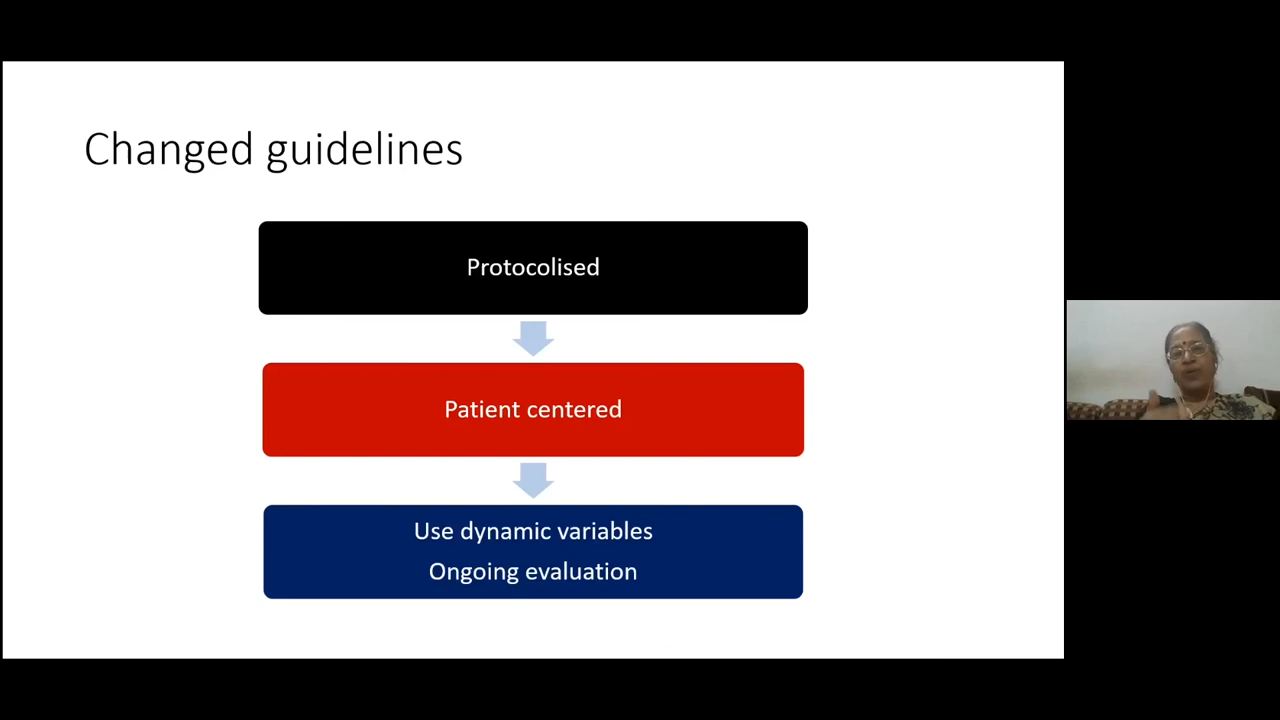 Changed guidelines
Protocolised
Patient centered
Use dynamic variables
Ongoing evaluation